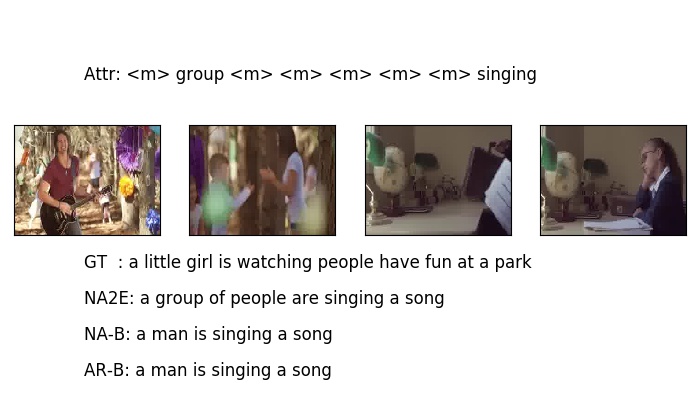 Attr: <m> group <m> <m> <m> <m> <m> singing
GT : a little girl is watching people have fun at a park
NA2E: a group of people are singing a song
NA-B: a man is singing a song
AR-B: a man is singing a song